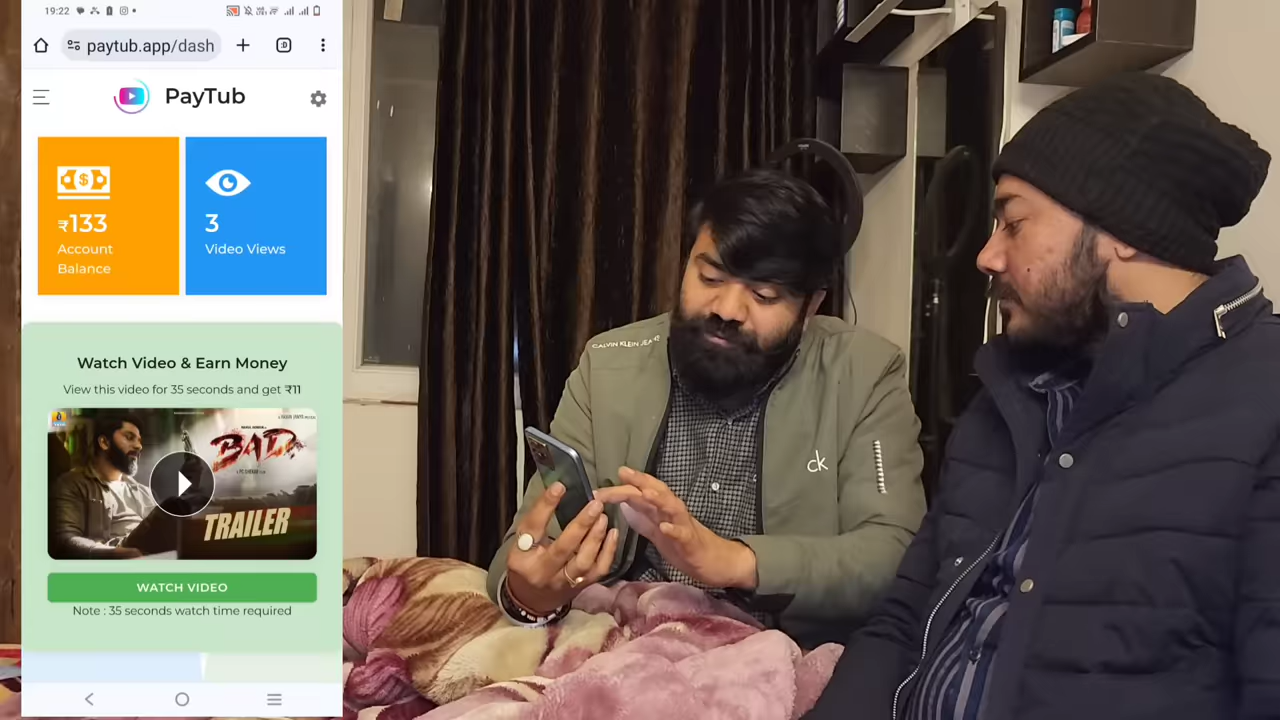 19:22
paytub.app/dash
PayTub
₹133
Account
Balance
3
Video Views
Watch Video & Earn Money
View this video for 35 seconds and get ₹11
BAD
TRAILER
WATCH VIDEO
Note : 35 seconds watch time required
CALVIN KLEIN JEANS
ck